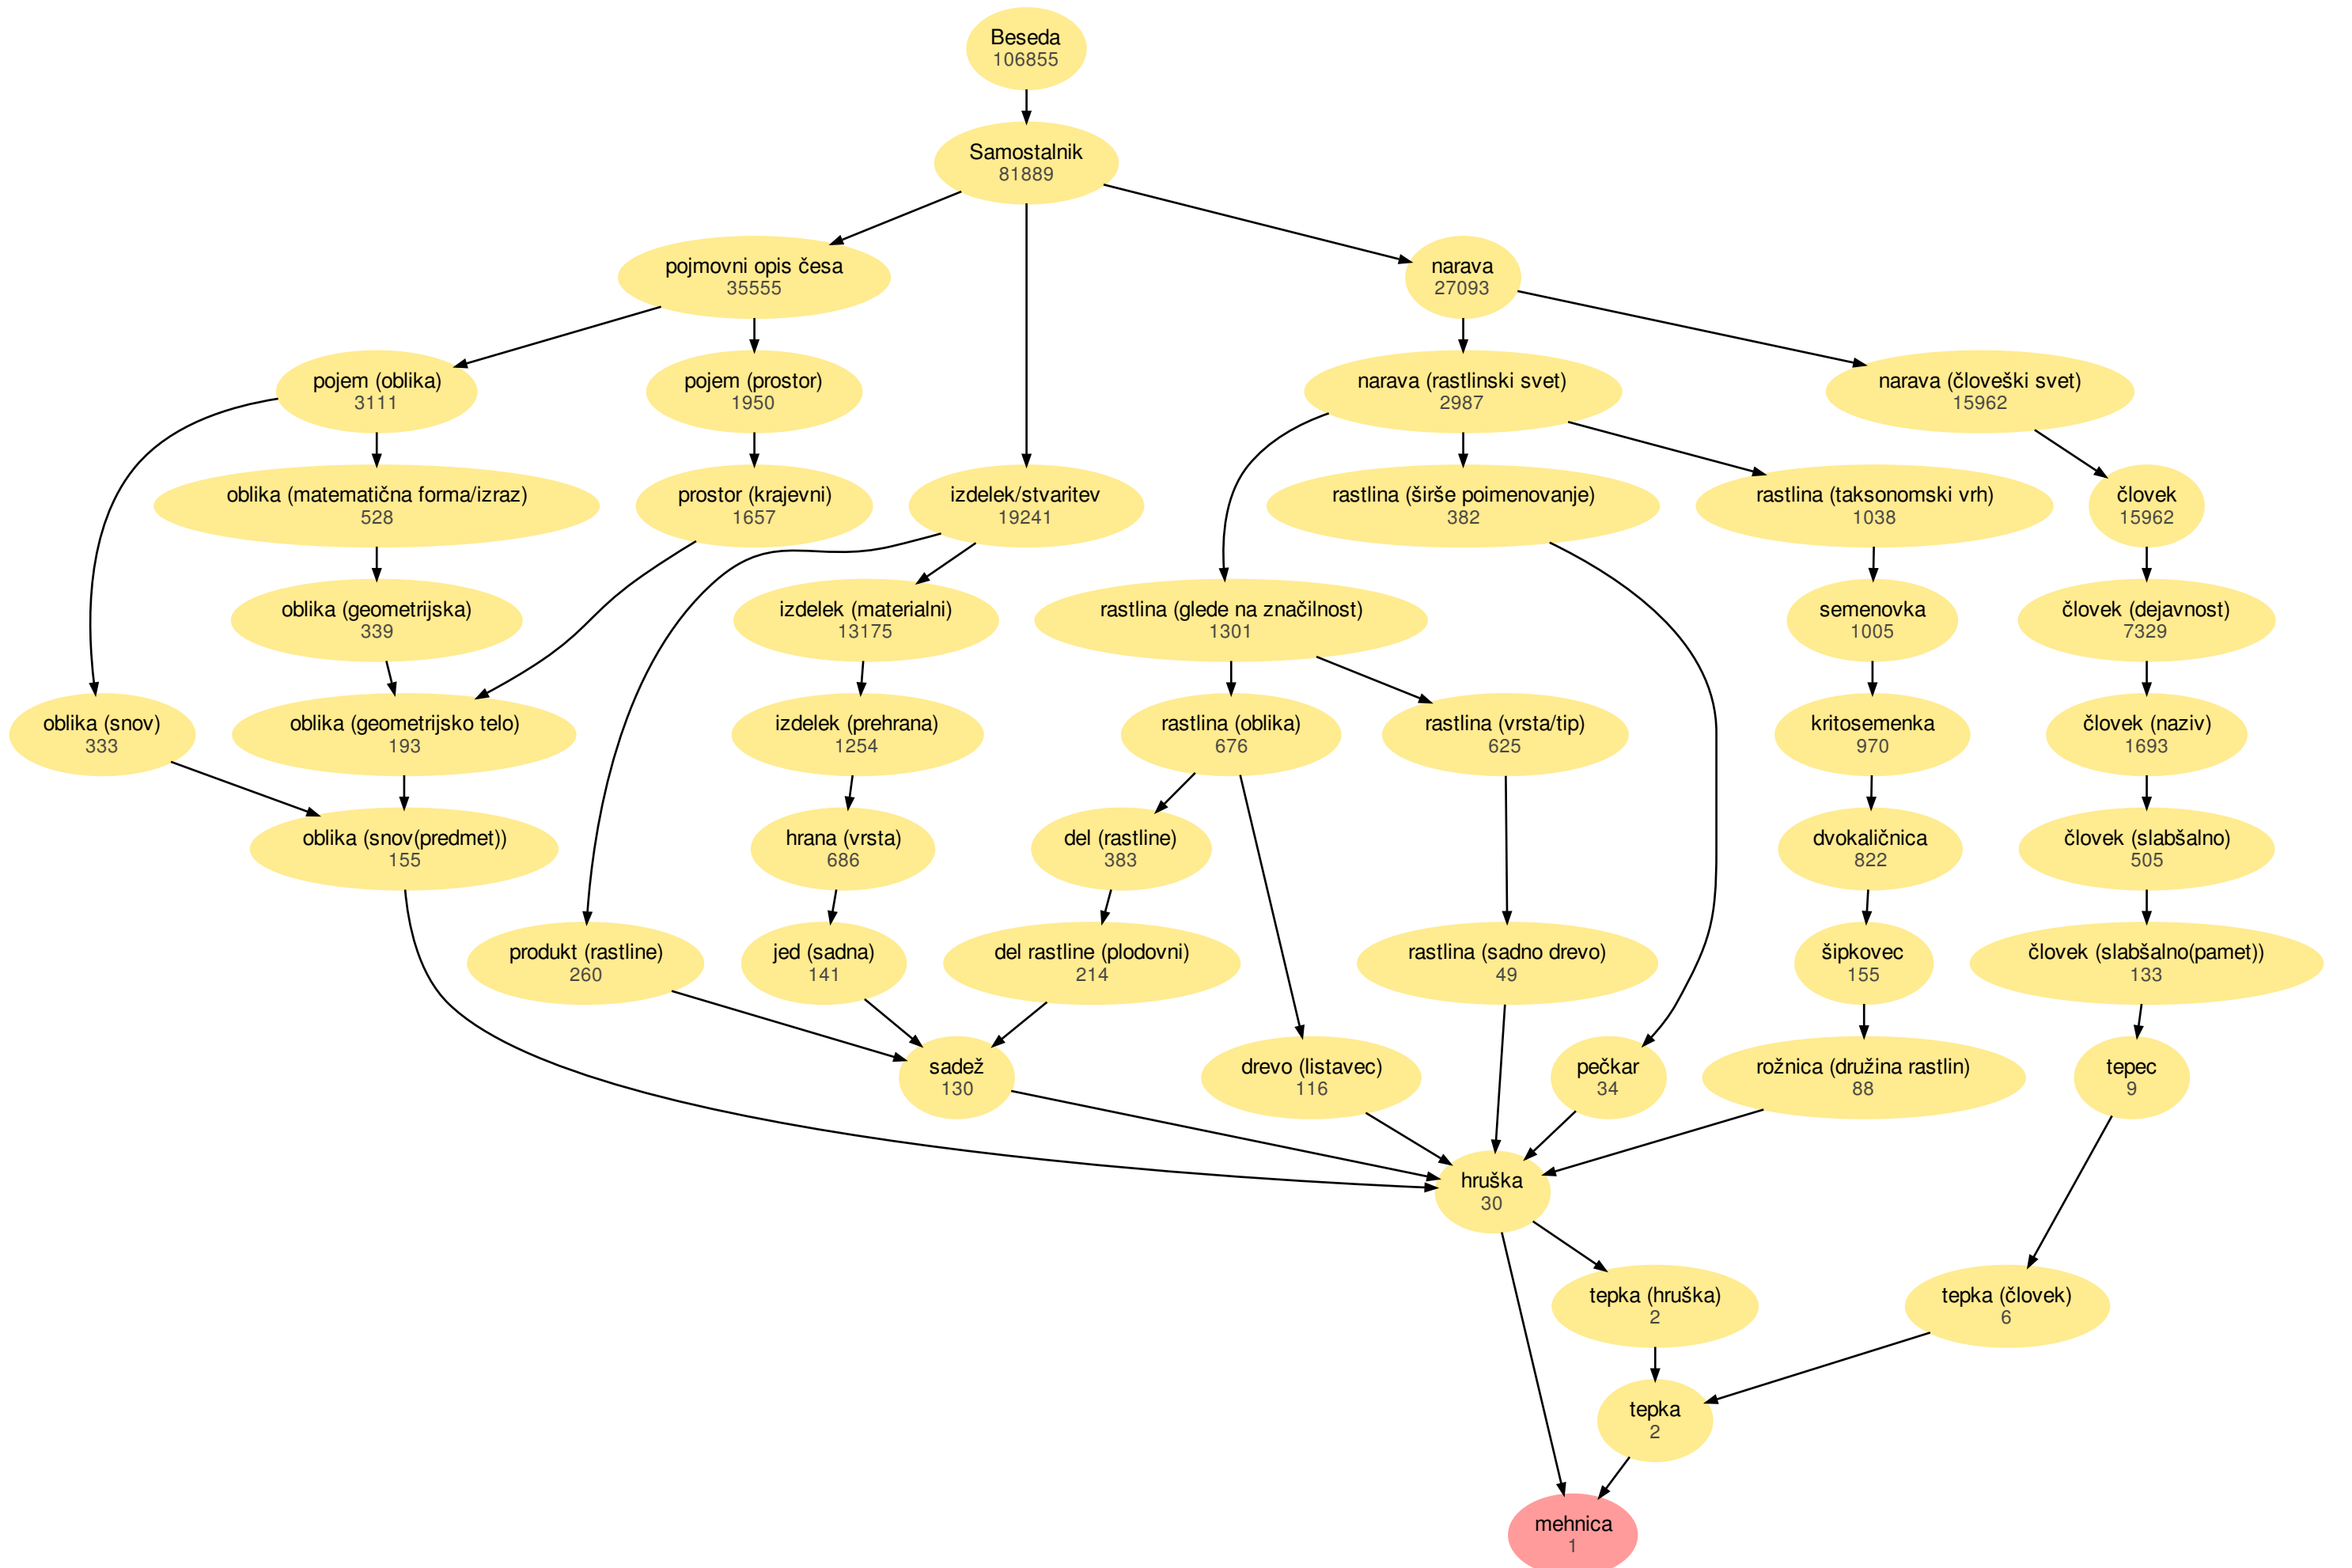 Beseda
106855
Samostalnik
81889
pojmovni opis česa
35555
narava
27093
pojem (oblika)
3111
pojem (prostor)
1950
narava (rastlinski svet)
2987
narava (človeški svet)
15962
oblika (matematična forma/izraz)
528
prostor (krajevni)
1657
izdelek/stvaritev
19241
rastlina (širše poimenovanje)
382
rastlina (taksonomski vrh)
1038
človek
15962
oblika (geometrijska)
339
izdelek (materialni)
13175
rastlina (glede na značilnost)
1301
semenovka
1005
človek (dejavnost)
7329
oblika (snov)
333
oblika (geometrijsko telo)
193
izdelek (prehrana)
1254
rastlina (oblika)
676
rastlina (vrsta/tip)
625
kritosemenka
970
človek (naziv)
1693
oblika (snov(predmet))
155
hrana (vrsta)
686
del (rastline)
383
dvokaličnica
822
človek (slabšalno)
505
produkt (rastline)
260
jed (sadna)
141
del rastline (plodovni)
214
rastlina (sadno drevo)
49
šipkovec
155
človek (slabšalno(pamet))
133
sadež
130
drevo (listavec)
116
pečkar
34
rožnica (družina rastlin)
88
tepec
9
hruška
30
tepka (hruška)
2
tepka (človek)
6
tepka
2
mehnica
1